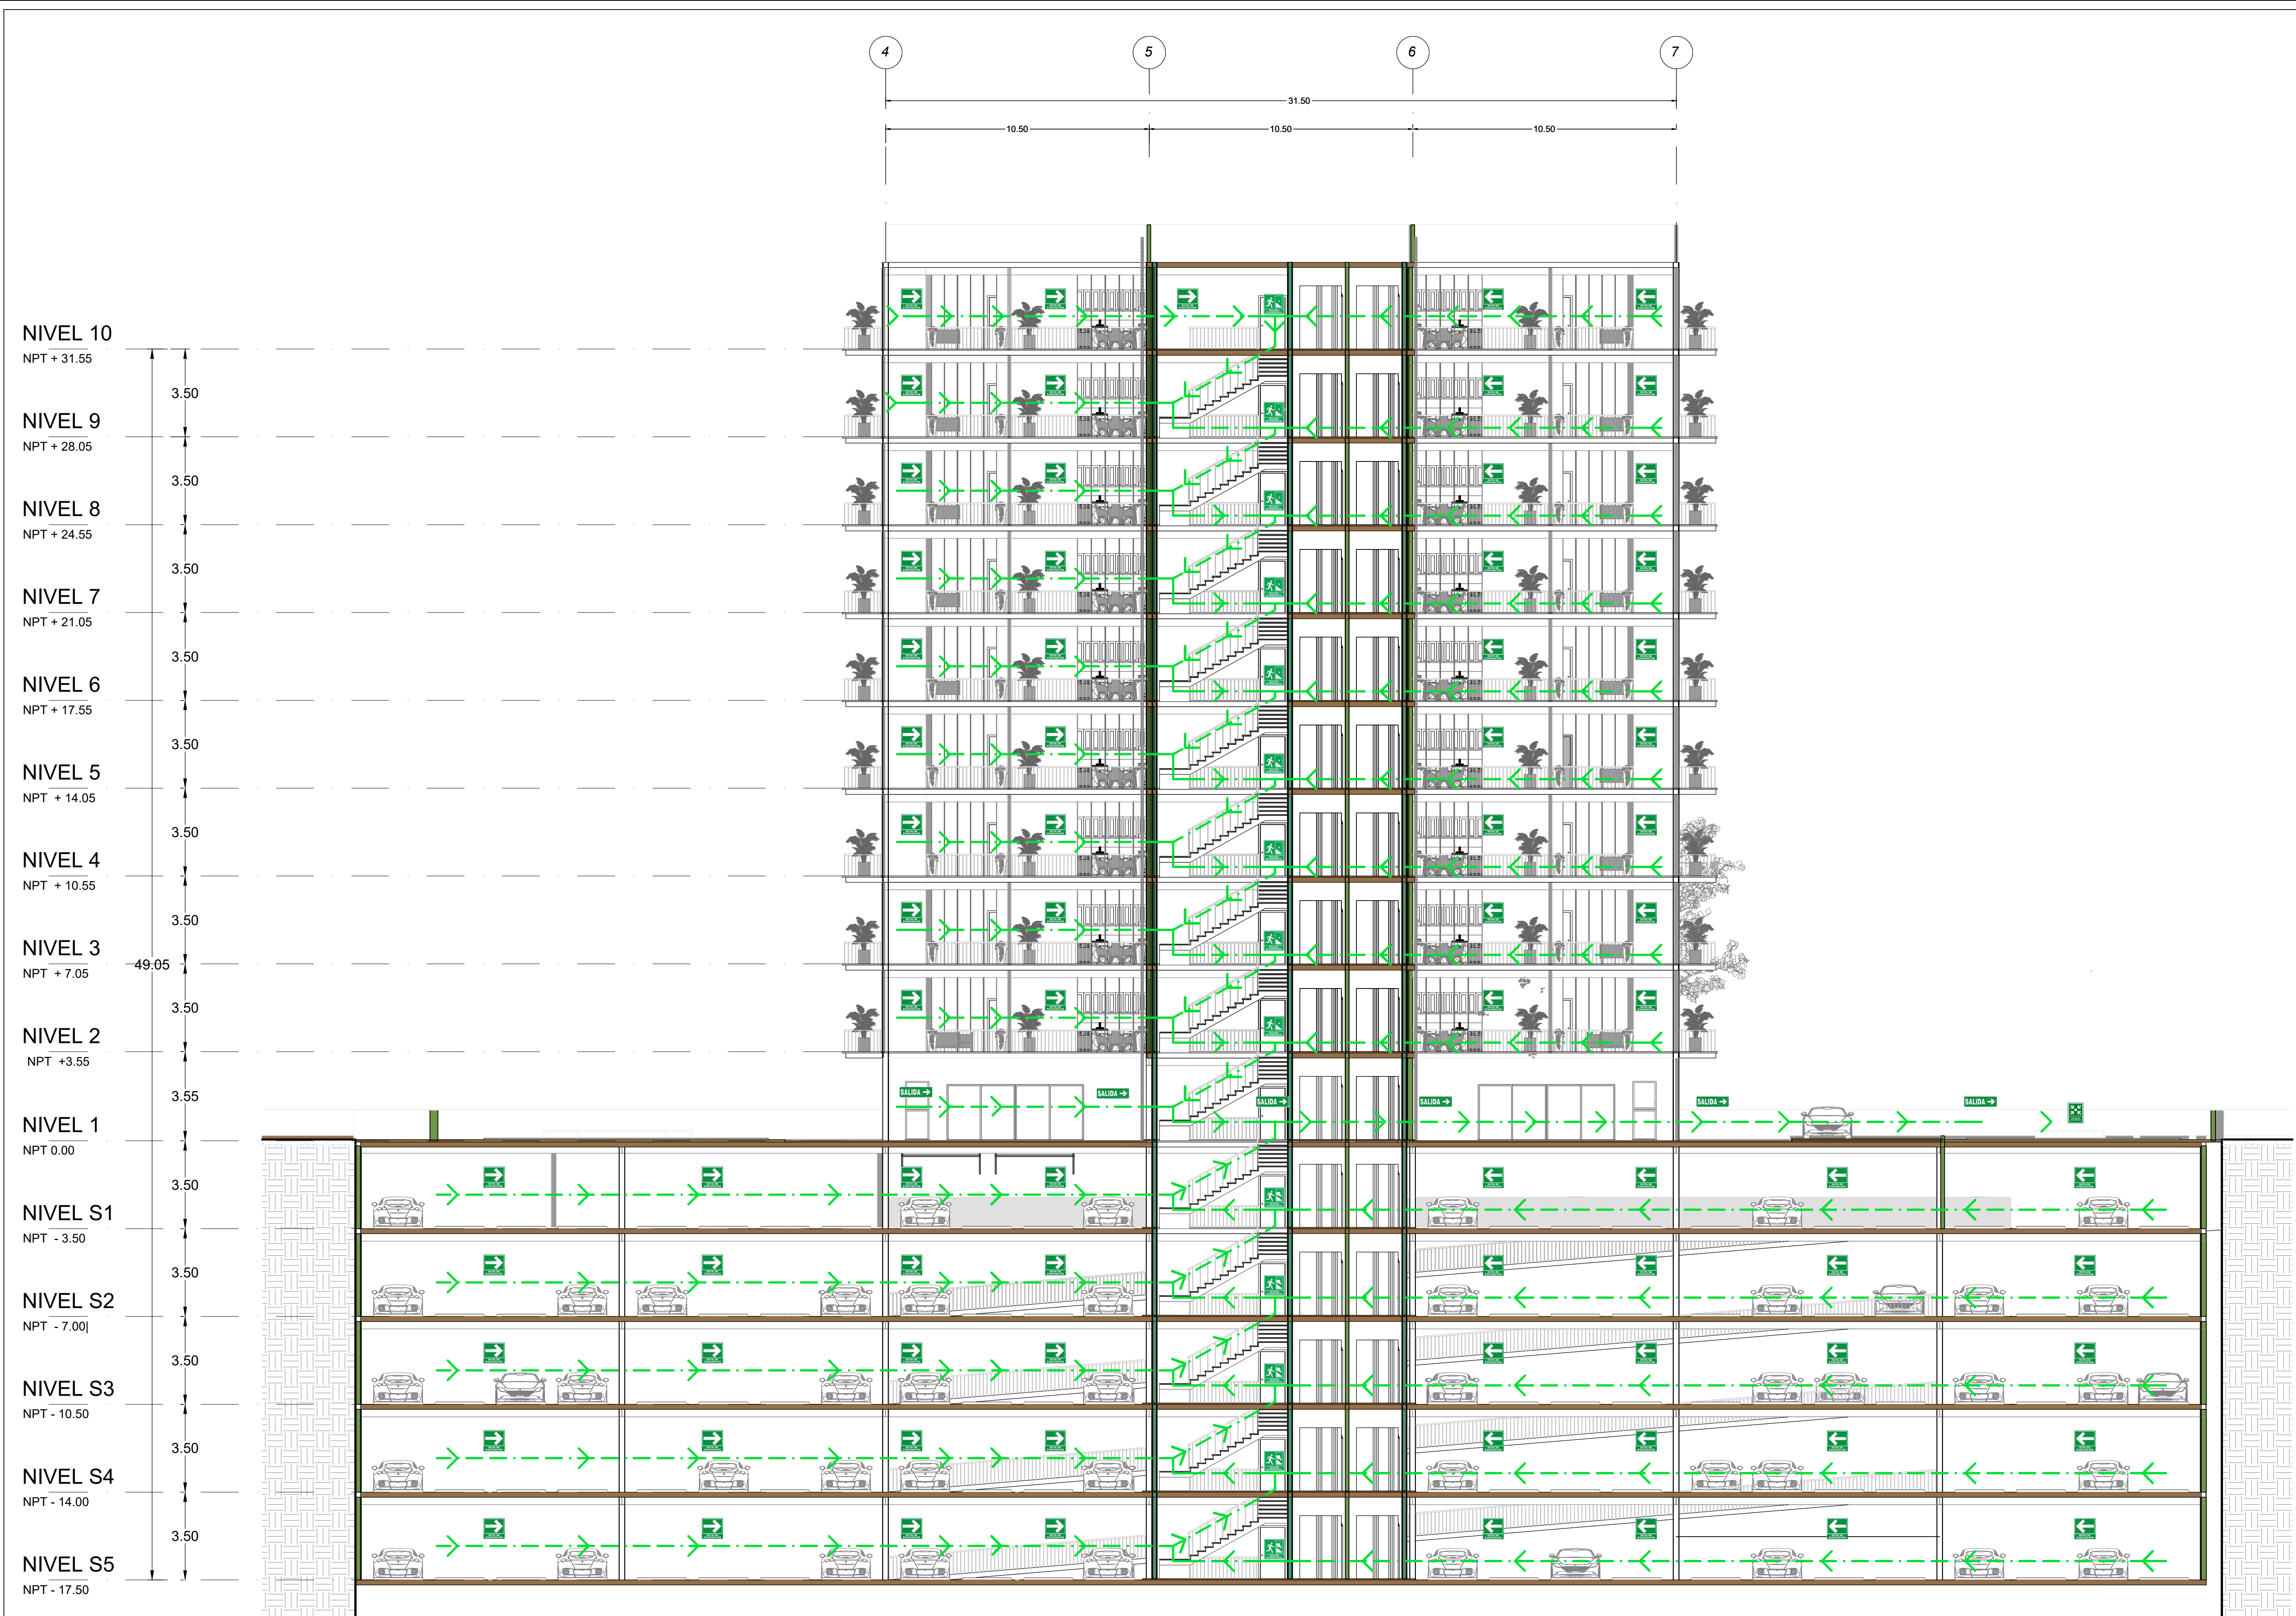 4 5 6 7
31.50
10.50 10.50 10.50
NIVEL 10
NPT + 31.55
3.50
NIVEL 9
NPT + 28.05
3.50
NIVEL 8
NPT + 24.55
3.50
NIVEL 7
NPT + 21.05
3.50
NIVEL 6
NPT + 17.55
3.50
NIVEL 5
NPT + 14.05
3.50
NIVEL 4
NPT + 10.55
3.50
NIVEL 3
49.05
NPT + 7.05
3.50
NIVEL 2
NPT +3.55
SALIDA SALIDA SALIDA SALIDA SALIDA SALIDA
3.55
NIVEL 1
NPT 0.00
3.50
NIVEL S1
NPT - 3.50
3.50
NIVEL S2
NPT - 7.00|
3.50
NIVEL S3
NPT - 10.50
3.50
NIVEL S4
NPT - 14.00
3.50
NIVEL S5
NPT - 17.50